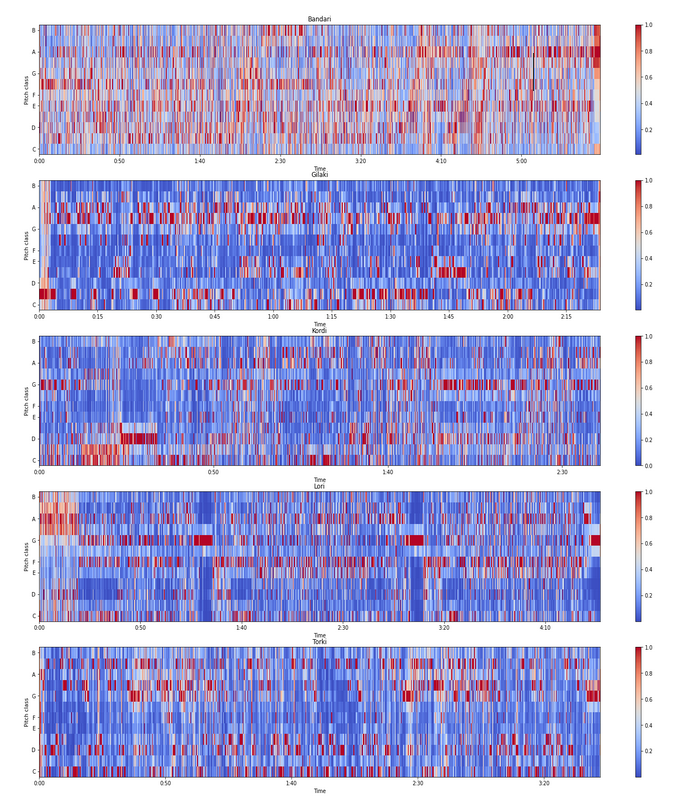 Bandari
Pitch class
B
A
G
F
E
D
C
0:00 0:50 1:40 2:30 3:20 4:10 5:00
Time
1.0
0.8
0.6
0.4
0.2
Gilaki
Pitch class
B
A
G
F
E
D
C
0:00 0:15 0:30 0:45 1:00 1:15 1:30 1:45 2:00 2:15
Time
1.0
0.8
0.6
0.4
0.2
Kordi
Pitch class
B
A
G
F
E
D
C
0:00 0:50 1:40 2:30
Time
1.0
0.8
0.6
0.4
0.2
0.0
Lori
Pitch class
B
A
G
F
E
D
C
0:00 0:50 1:40 2:30 3:20 4:10
Time
1.0
0.8
0.6
0.4
0.2
Torki
Pitch class
B
A
G
F
E
D
C
0:00 0:50 1:40 2:30 3:20
Time
1.0
0.8
0.6
0.4
0.2